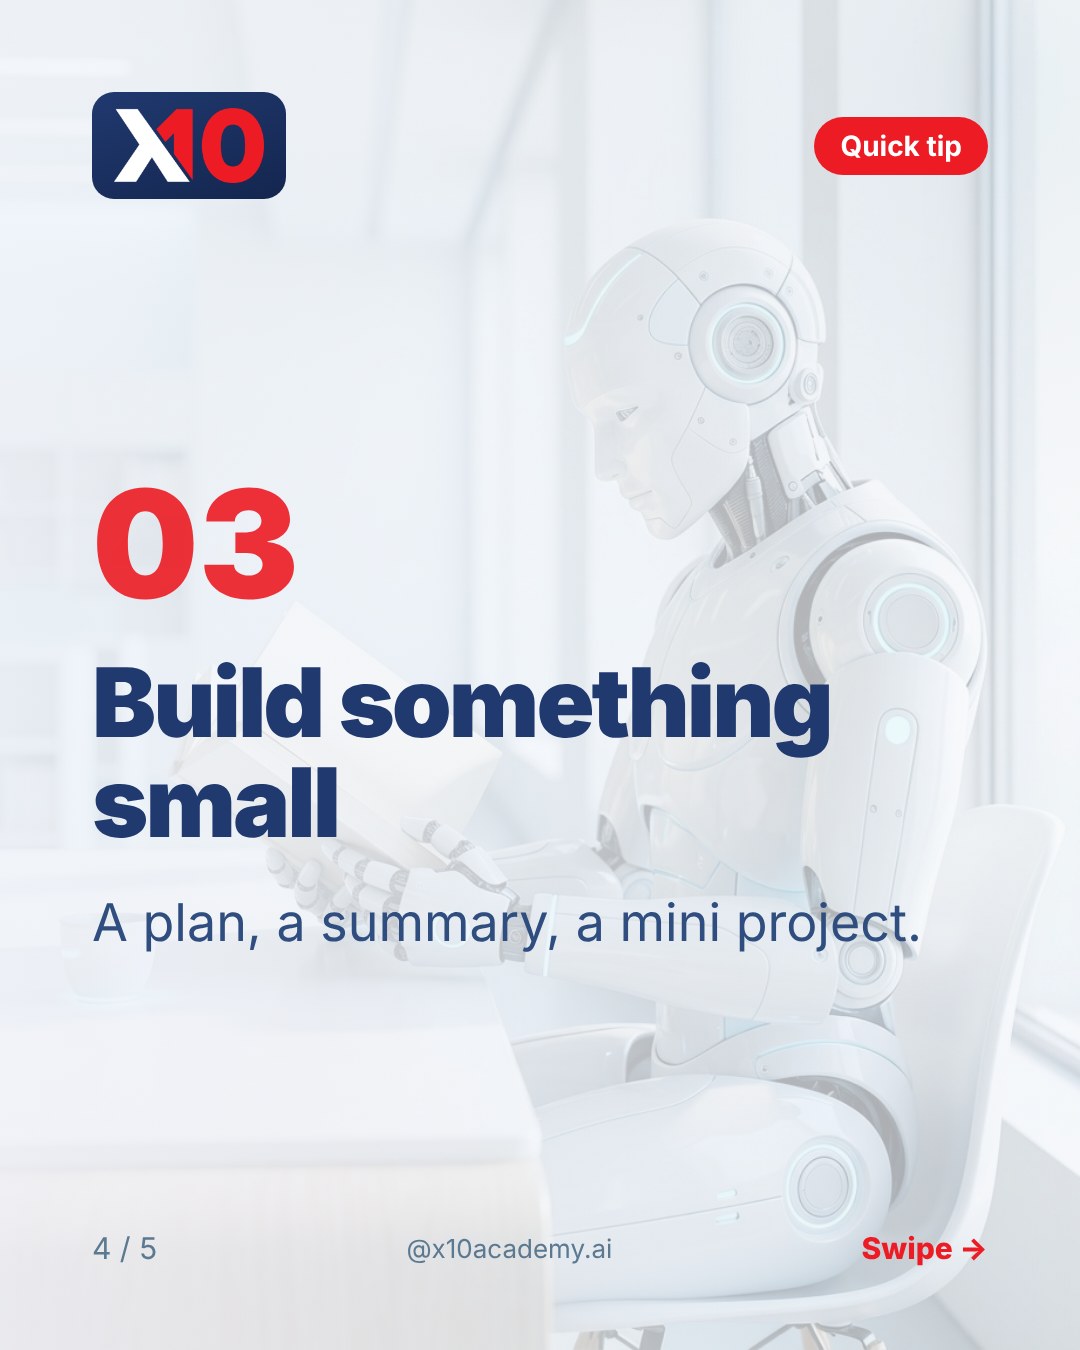 X10
Quick tip
03
Build something
small
A plan, a summary, a mini project.
4 / 5
@x10academy.ai
Swipe →